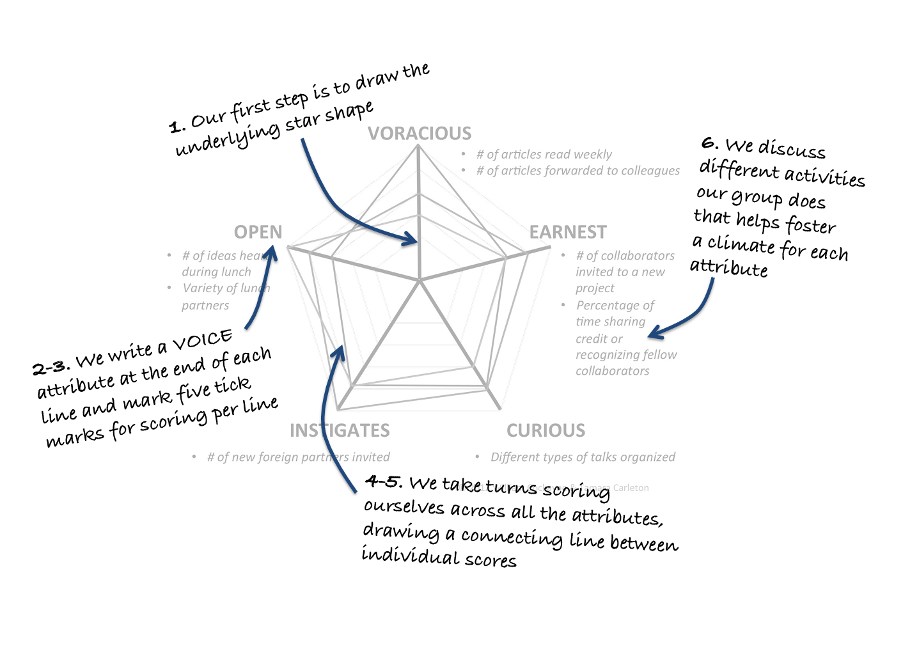 1. Our first step is to draw the
underlying star shape
VORACIOUS
• # of articles read weekly
• # of articles forwarded to colleagues
6. We discuss
different activities
our group does
that helps foster
a climate for each
attribute
OPEN
• # of ideas heard
during lunch
• Variety of lunch
partners
EARNEST
• # of collaborators
invited to a new
project
• Percentage of
time sharing
credit or
recognizing fellow
collaborators
2-3. We write a VOICE
attribute at the end of each
line and mark five tick
marks for scoring per line
INSTIGATES
• # of new foreign partners invited
CURIOUS
• Different types of talks organized
Carleton
4-5. We take turns scoring
ourselves across all the attributes,
drawing a connecting line between
individual scores